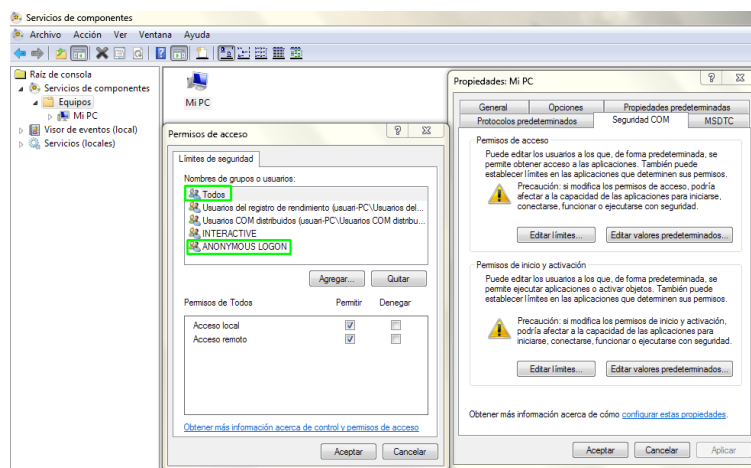 Servicios de componentes
Archivo Acción Ver Ventana Ayuda
Raíz de consola
Servicios de componentes
Equipos
Mi PC
Visor de eventos (local)
Servicios (locales)
Mi PC
Permisos de acceso
Límites de seguridad
Nombres de grupos o usuarios:
Todos
Usuarios del registro de rendimiento (usuari-PC\Usuarios del...
Usuarios COM distribuidos (usuari-PC\Usuarios COM distribu...
INTERACTIVE
ANONYMOUS LOGON
Agregar... Quitar
Permisos de Todos Permitir Denegar
Acceso local
Acceso remoto
Obtener más información acerca de control y permisos de acceso
Aceptar Cancelar
Propiedades: Mi PC
General Opciones Propiedades predeterminadas
Protocolos predeterminados Seguridad COM MSDTC
Permisos de acceso
Puede editar los usuarios a los que, de forma predeterminada, se
permite obtener acceso a las aplicaciones. También puede
establecer límites en las aplicaciones que determinen sus permisos.
Precaución: si modifica los permisos de acceso, podría
afectar a la capacidad de las aplicaciones para iniciarse,
conectarse, funcionar o ejecutarse con seguridad.
Editar límites... Editar valores predeterminados...
Permisos de inicio y activación
Puede editar los usuarios a los que, de forma predeterminada, se
permite ejecutar aplicaciones o activar objetos. También puede
establecer límites en las aplicaciones que determinen sus permisos.
Precaución: si modifica los permisos de inicio y activación,
podría afectar a la capacidad de las aplicaciones para
iniciarse, conectarse, funcionar o ejecutarse con seguridad.
Editar límites... Editar valores predeterminados...
Obtener más información acerca de cómo configurar estas propiedades.
Aceptar Cancelar Aplicar